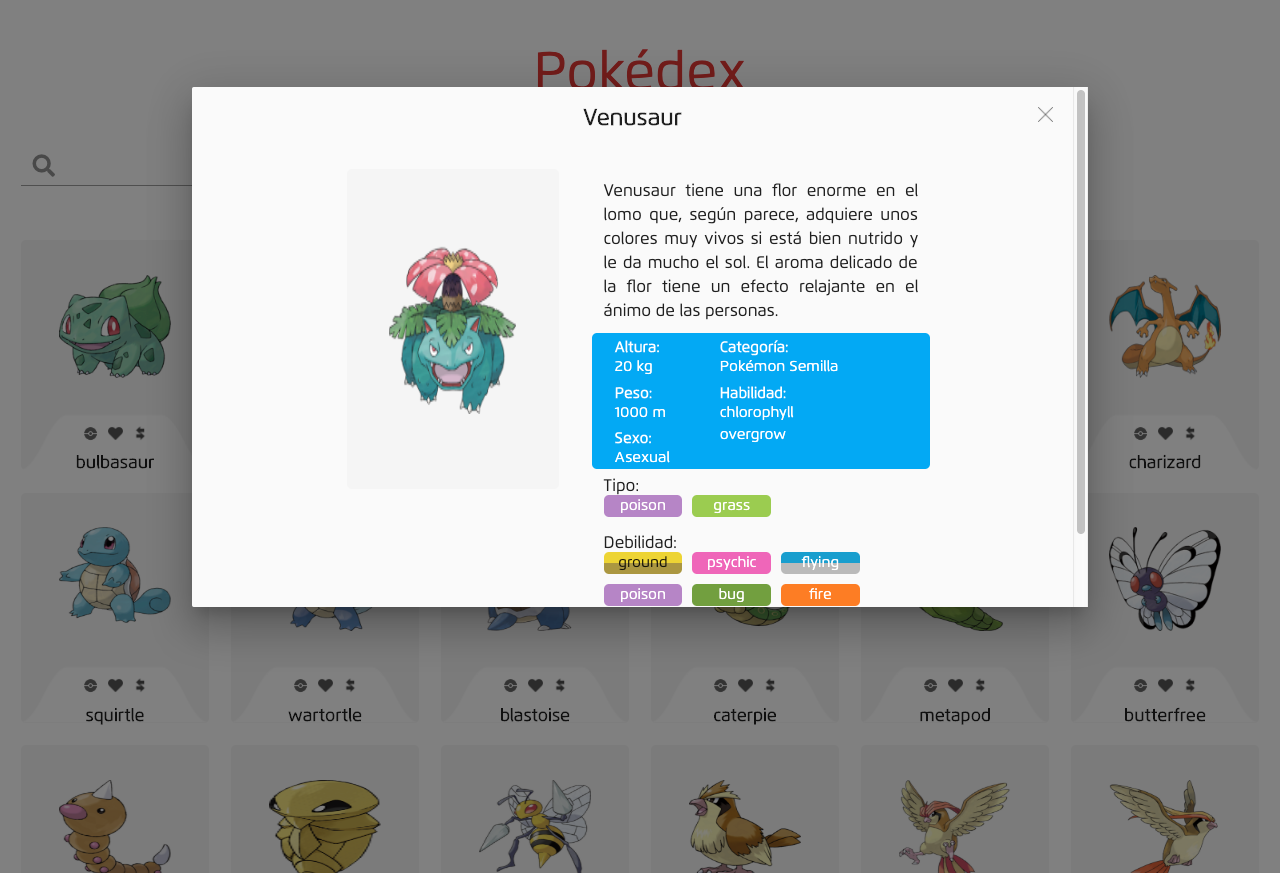 Pokédex
Venusaur
Venusaur tiene una flor enorme en el
lomo que, según parece, adquiere unos
colores muy vivos si está bien nutrido y
le da mucho el sol. El aroma delicado de
la flor tiene un efecto relajante en el
ánimo de las personas.
Altura:
20 kg
Peso:
1000 m
Sexo:
Asexual
Categoría:
Pokémon Semilla
Habilidad:
chlorophyll
overgrow
Tipo:
poison grass
Debilidad:
ground psychic flying
poison bug fire
bulbasaur charizard
squirtle wartortle blastoise caterpie metapod butterfree